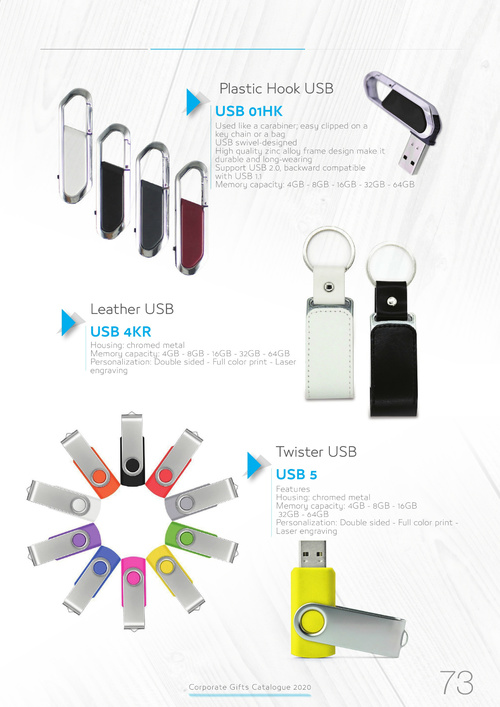 Plastic Hook USB
USB 01HK
Used like a carabiner; easy clipped on a
key chain or a bag
USB swivel-designed
High quality zinc alloy frame design make it
durable and long-wearing
Support USB 2.0, backward compatible
with USB 1.1
Memory capacity: 4GB - 8GB - 16GB - 32GB - 64GB
Leather USB
USB 4KR
Housing: chromed metal
Memory capacity: 4GB - 8GB - 16GB - 32GB - 64GB
Personalization: Double sided - Full color print - Laser
engraving
Twister USB
USB 5
Features
Housing: chromed metal
Memory capacity: 4GB - 8GB - 16GB
32GB - 64GB
Personalization: Double sided - Full color print -
Laser engraving
Corporate Gifts Catalogue 2020
73